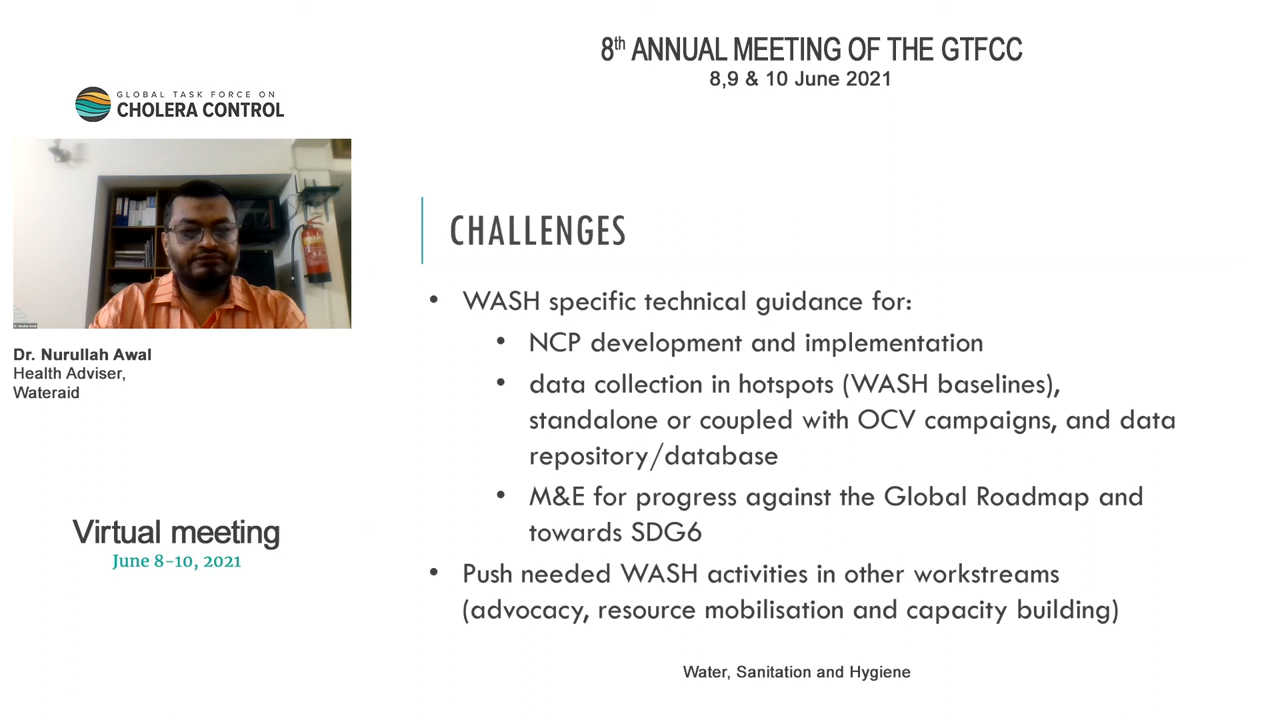 8th ANNUAL MEETING OF THE GTFCC
8,9 & 10 June 2021
GLOBAL TASK FORCE ON
CHOLERA CONTROL
Dr. Nurullah Awal
Health Adviser,
Wateraid
Virtual meeting
June 8-10, 2021
CHALLENGES
• WASH specific technical guidance for:
• NCP development and implementation
• data collection in hotspots (WASH baselines),
standalone or coupled with OCV campaigns, and data
repository/database
• M&E for progress against the Global Roadmap and
towards SDG6
• Push needed WASH activities in other workstreams
(advocacy, resource mobilisation and capacity building)
Water, Sanitation and Hygiene